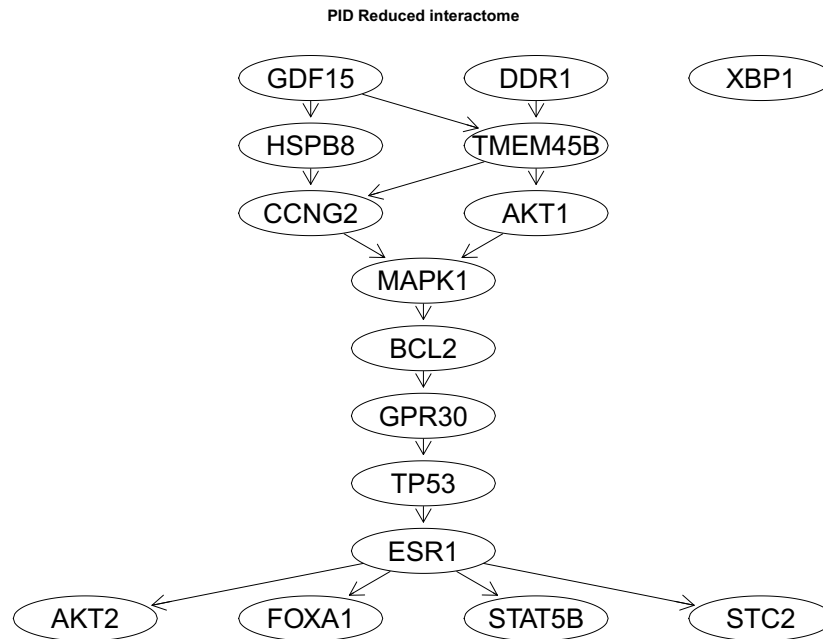 PID Reduced interactome
GDF15 DDR1 XBP1
HSPB8 TMEM45B
CCNG2 AKT1
MAPK1
BCL2
GPR30
TP53
ESR1
AKT2 FOXA1 STAT5B STC2